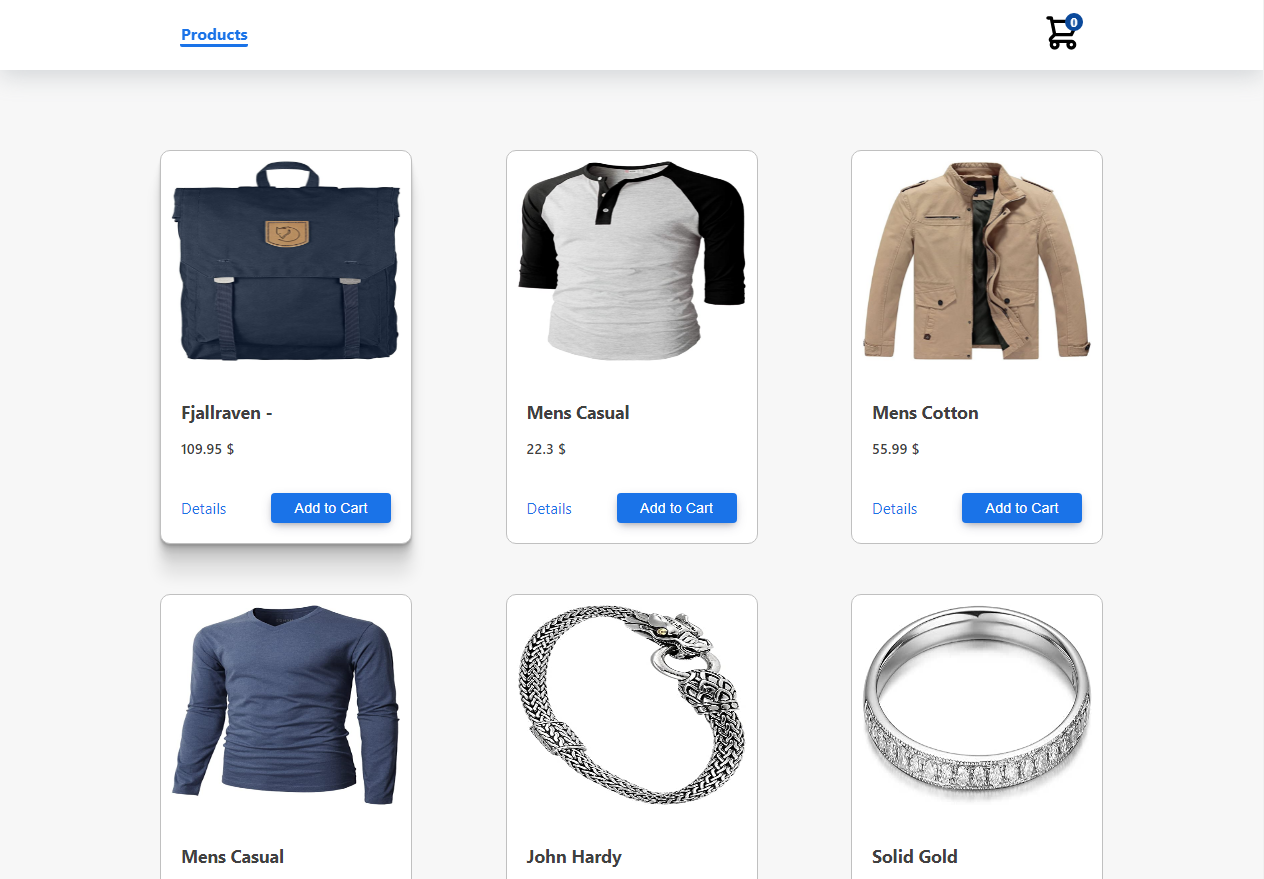 Products
0
Fjallraven -
Mens Casual
Mens Cotton
109.95 $
22.3 $
55.99 $
Details
Add to Cart
Details
Add to Cart
Details
Add to Cart
Mens Casual
John Hardy
Solid Gold